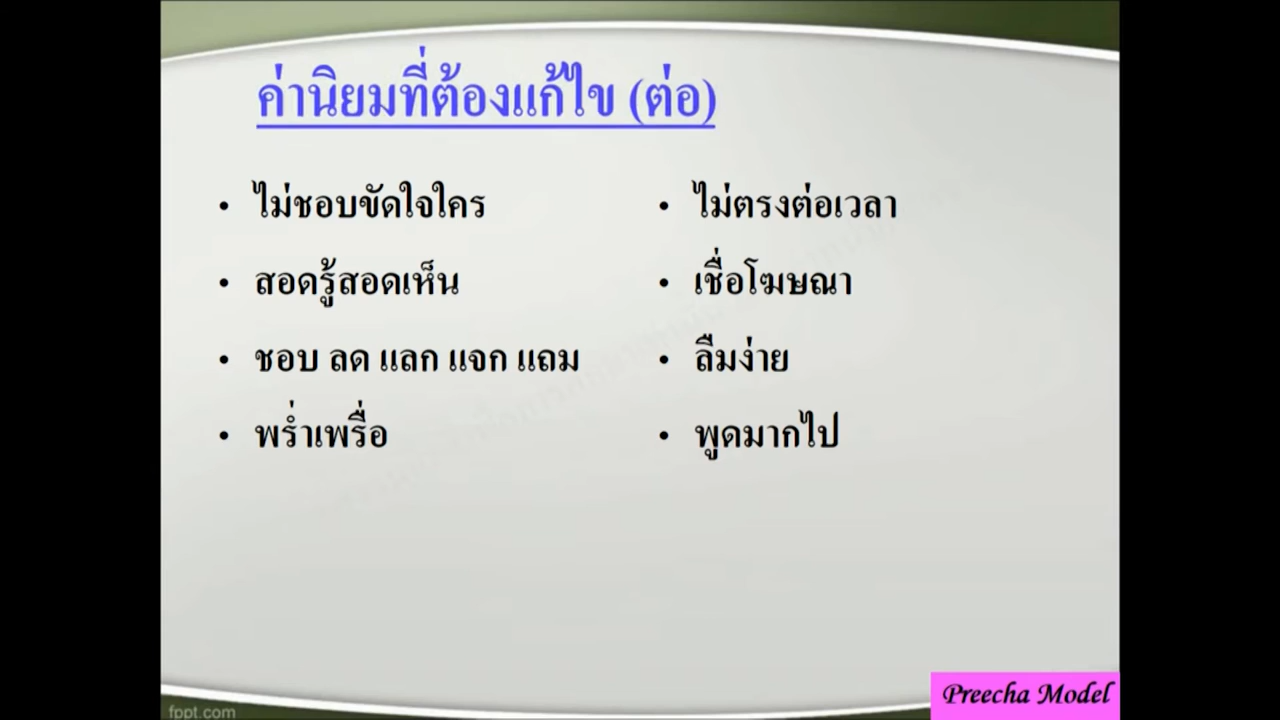 ค่านิยมที่ต้องแก้ไข (ต่อ)
• ไม่ชอบขัดใจใคร
• สอดรู้สอดเห็น
• ชอบ ลด แลก แจก แถม
• พร่ำเพรื่อ
• ไม่ตรงต่อเวลา
• เชื่อโฆษณา
• ลืมง่าย
• พูดมากไป
fppt.com
Preecha Model